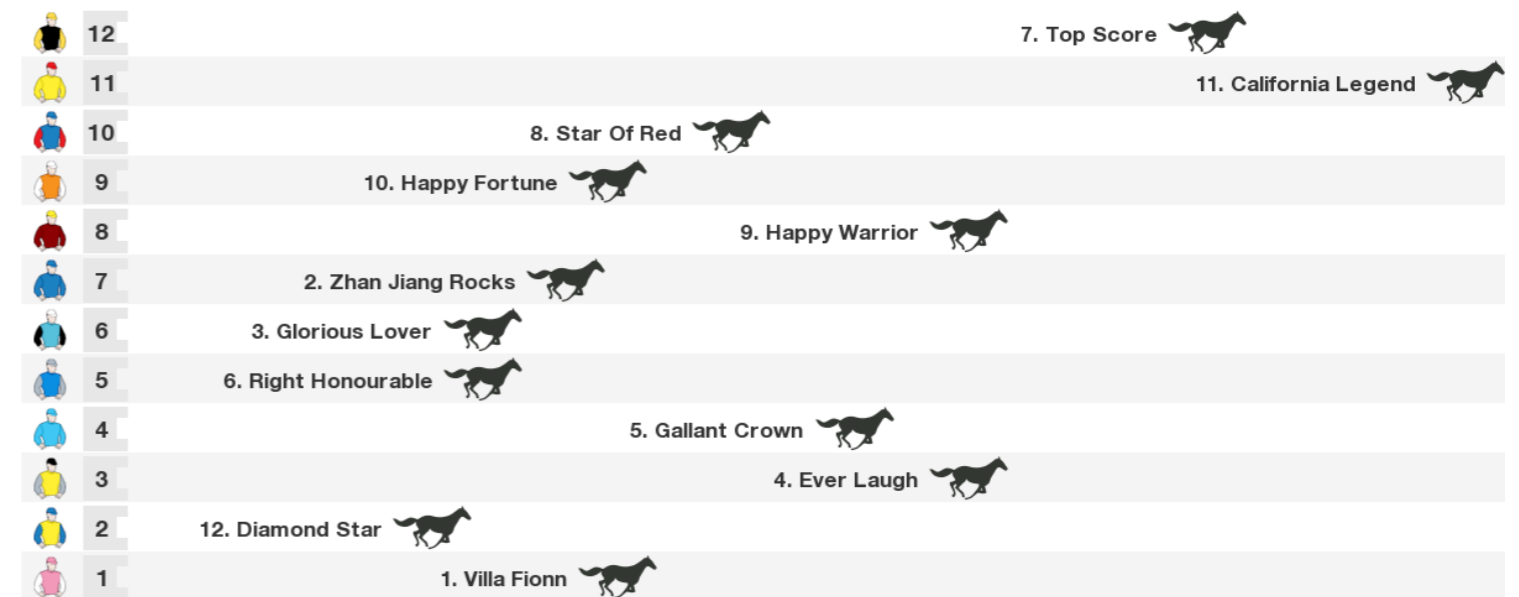 12 7. Top Score
11 11. California Legend
10 8. Star Of Red
9 10. Happy Fortune
8 9. Happy Warrior
7 2. Zhan Jiang Rocks
6 3. Glorious Lover
5 6. Right Honourable
4 5. Gallant Crown
3 4. Ever Laugh
2 12. Diamond Star
1 1. Villa Fionn